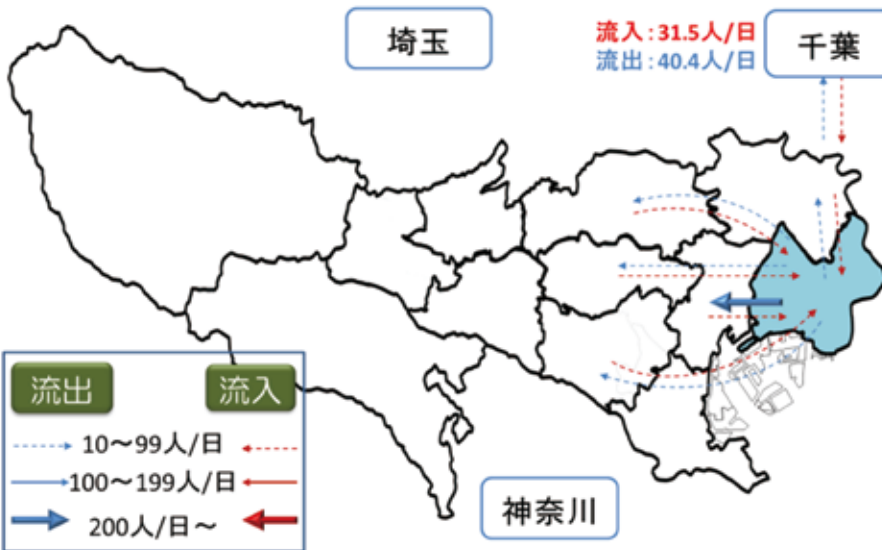 埼玉
流入：31.5人/日
流出：40.4人/日
千葉
流出 流入
10～99人/日
100～199人/日
200人/日～
神奈川